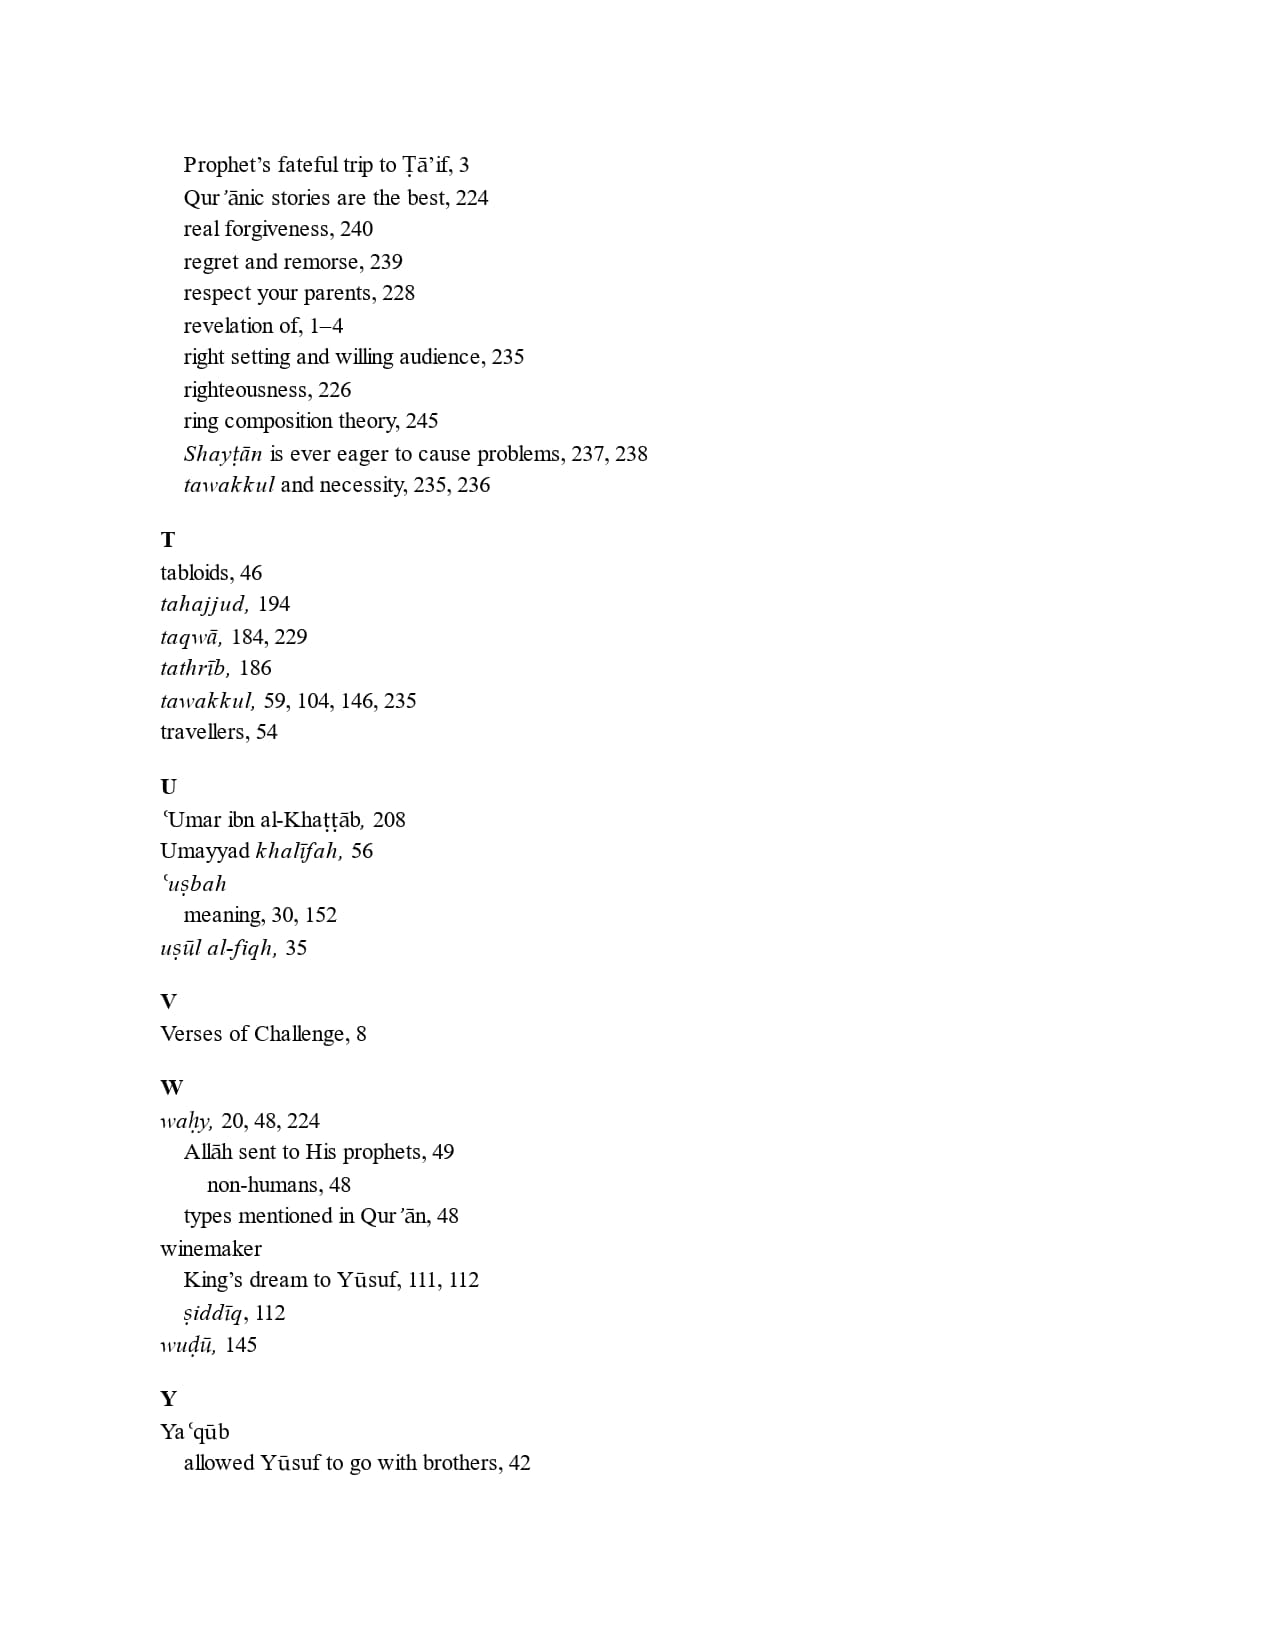 Prophet’s fateful trip to Ṭā’if, 3
Qur’ānic stories are the best, 224
real forgiveness, 240
regret and remorse, 239
respect your parents, 228
revelation of, 1–4
right setting and willing audience, 235
righteousness, 226
ring composition theory, 245
Shayṭān is ever eager to cause problems, 237, 238
tawakkul and necessity, 235, 236
T
tabloids, 46
tahajjud, 194
taqwā, 184, 229
tathrīb, 186
tawakkul, 59, 104, 146, 235
travellers, 54
U
ʿUmar ibn al-Khaṭṭāb, 208
Umayyad khalīfah, 56
ʿuṣbah
meaning, 30, 152
uṣūl al-fiqh, 35
V
Verses of Challenge, 8
W
waḥy, 20, 48, 224
Allāh sent to His prophets, 49
non-humans, 48
types mentioned in Qur’ān, 48
winemaker
King’s dream to Yūsuf, 111, 112
ṣiddīq, 112
wuḍū, 145
Y
Yaʿqūb
allowed Yūsuf to go with brothers, 42